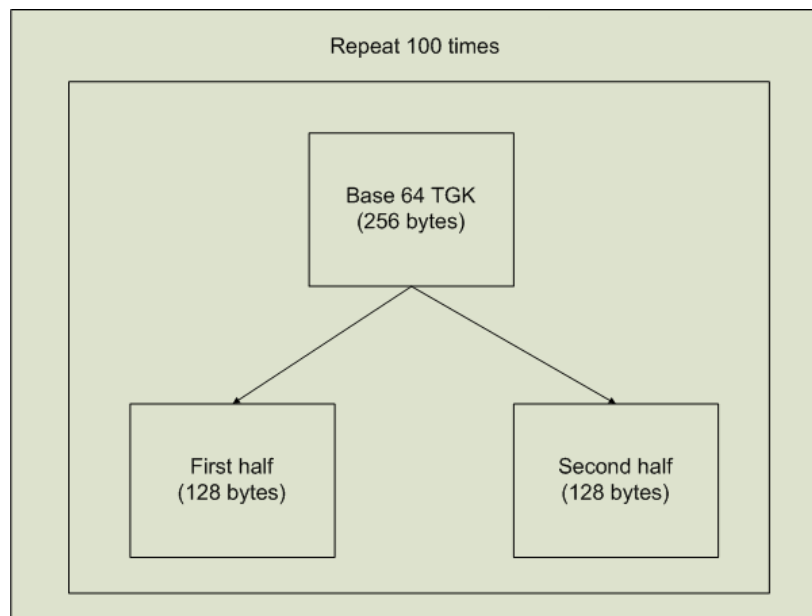 Repeat 100 times
Base 64 TGK
(256 bytes)
First half
(128 bytes)
Second half
(128 bytes)